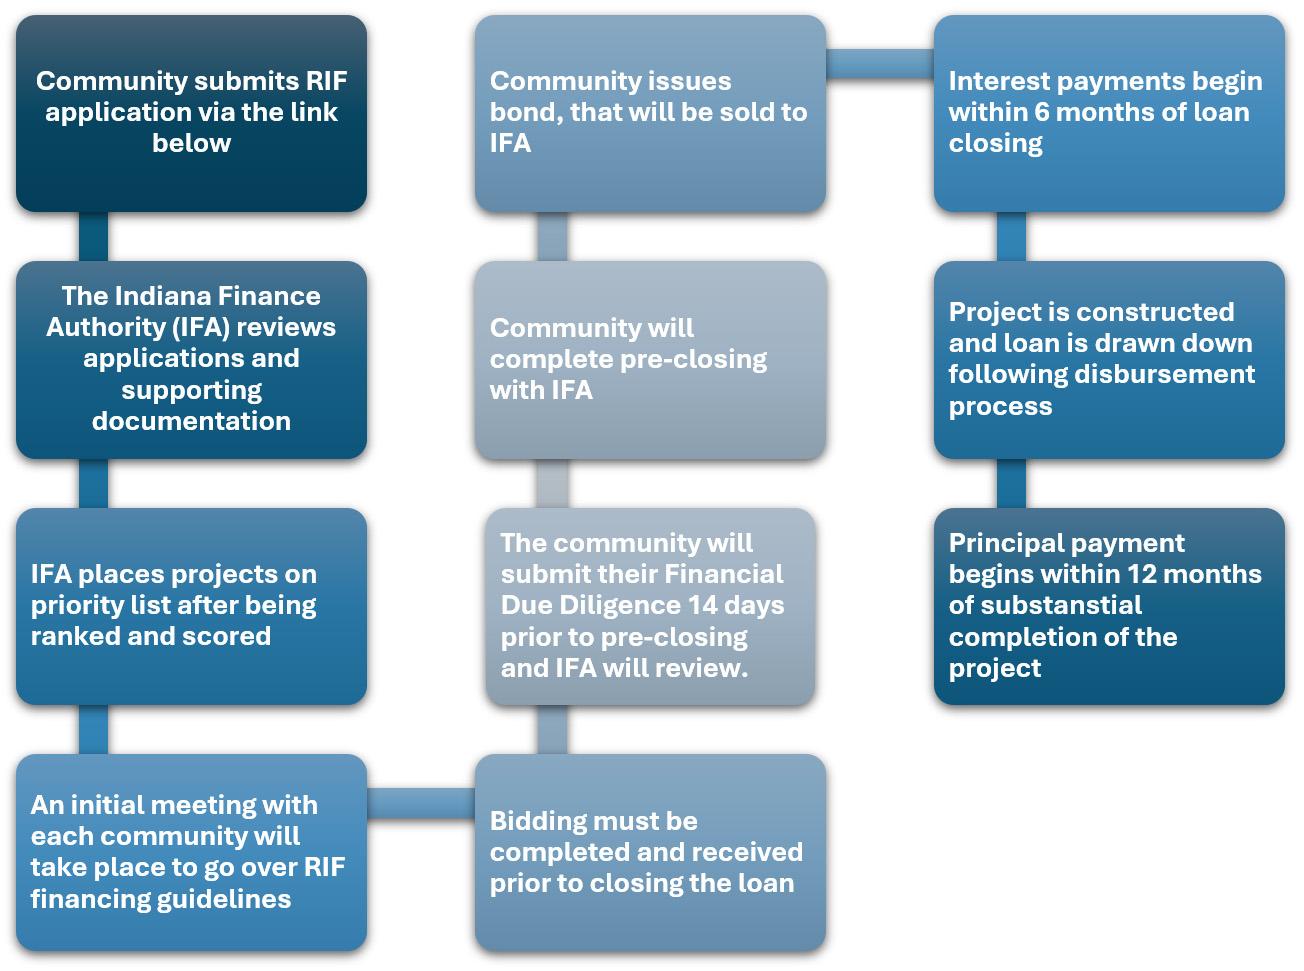 Community submits RIF
application via the link
below
The Indiana Finance
Authority (IFA) reviews
applications and
supporting
documentation
IFA places projects on
priority list after being
ranked and scored
An initial meeting with
each community will
take place to go over RIF
financing guidelines
Bidding must be
completed and received
prior to closing the loan
The community will
submit their Financial
Due Diligence 14 days
prior to pre-closing
and IFA will review.
Community will
complete pre-closing
with IFA
Community issues
bond, that will be sold to
IFA
Interest payments begin
within 6 months of loan
closing
Project is constructed
and loan is drawn down
following disbursement
process
Principal payment
begins within 12 months
of substanstial
completion of the
project